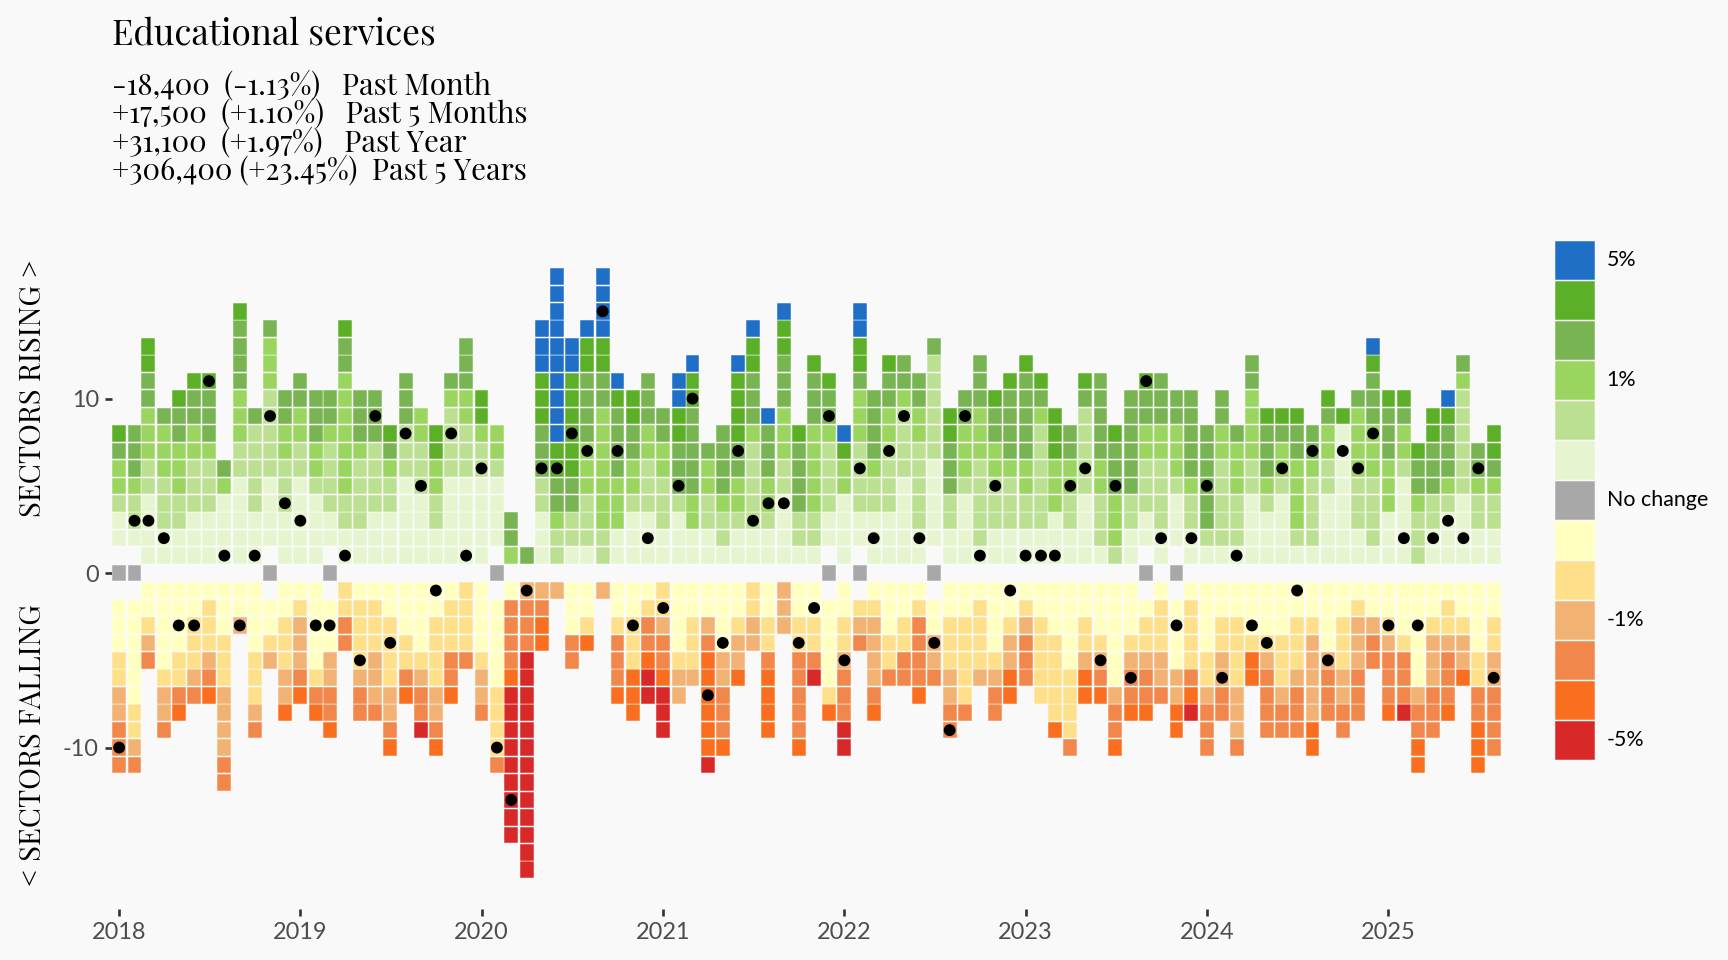 Educational services
-18,400 (-1.13%) Past Month
+17,500 (+1.10%) Past 5 Months
+31,100 (+1.97%) Past Year
+306,400 (+23.45%) Past 5 Years
SECTORS RISING >
< SECTORS FALLING
10
0
-10
2018 2019 2020 2021 2022 2023 2024 2025
5%
1%
No change
-1%
-5%